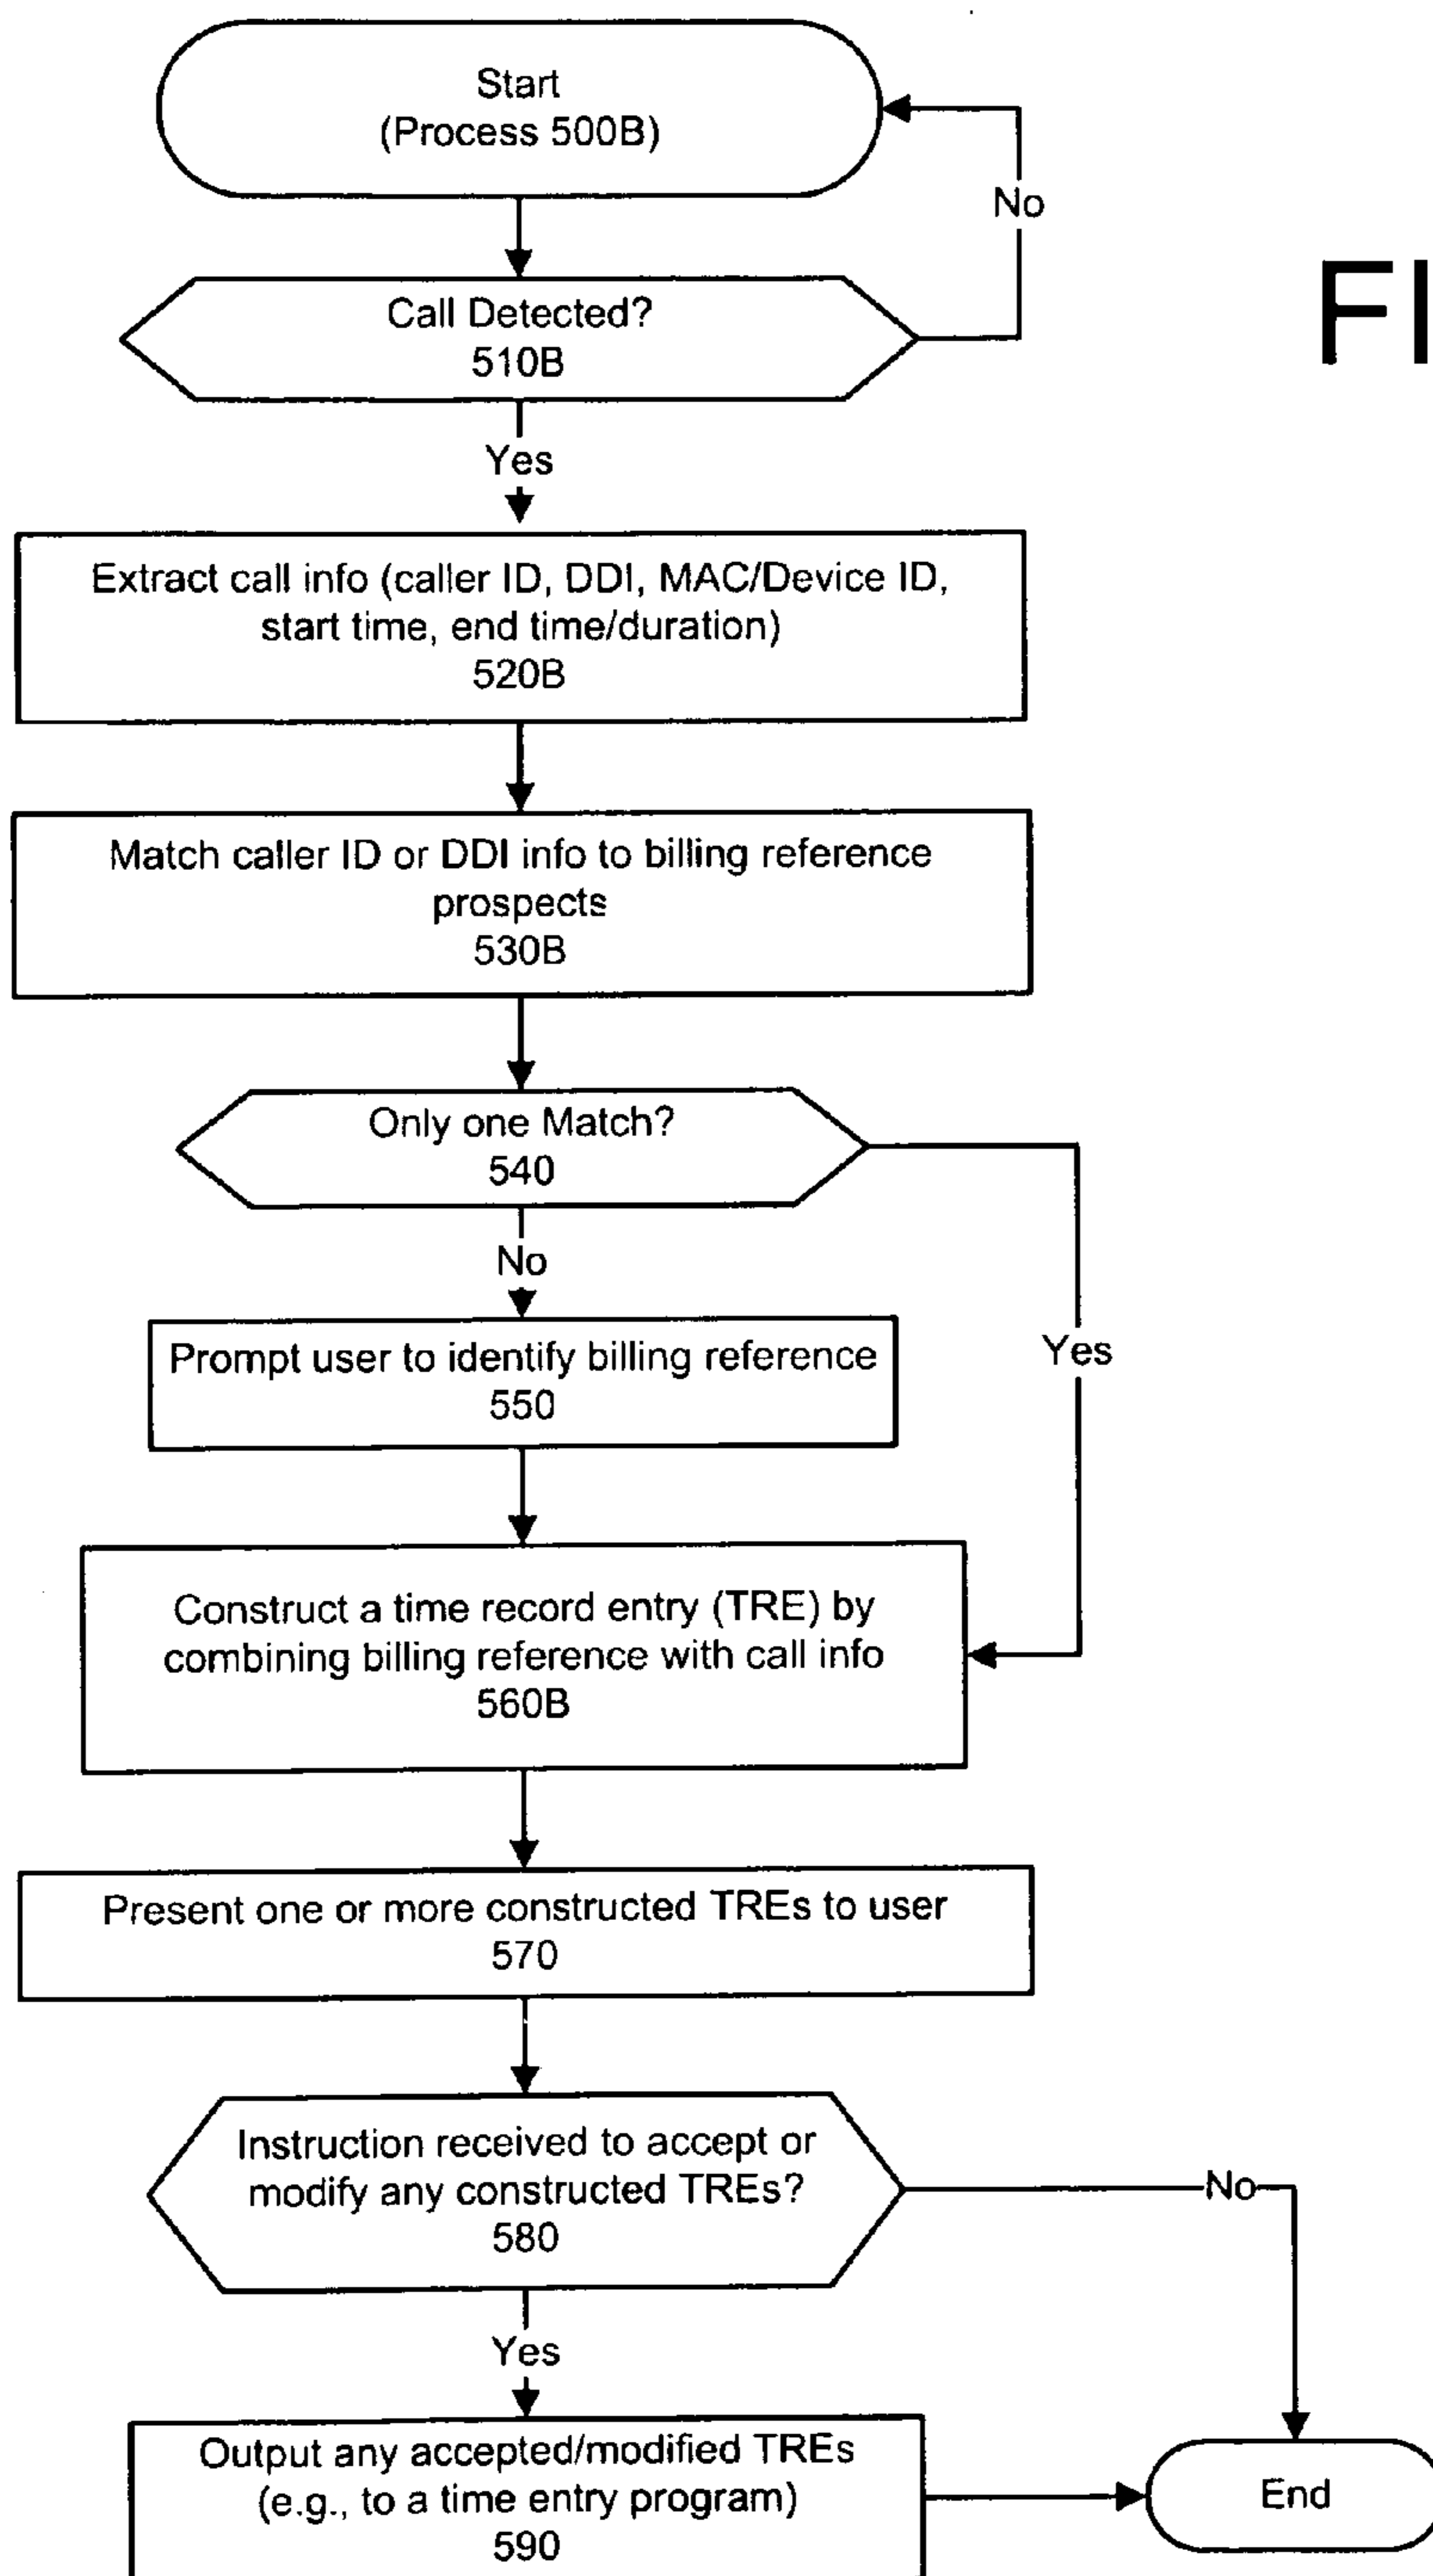 Start
(Process 500B)
No
FI
Call Detected?
510B
Yes
Extract call info (caller ID, DDI, MAC/Device ID,
start time, end time/duration)
520B
Match caller ID or DDI info to billing reference
prospects
530B
Only one Match?
540
No
Yes
Prompt user to identify billing reference
550
Construct a time record entry (TRE) by
combining billing reference with call info
560B
Present one or more constructed TREs to user
570
Instruction received to accept or
modify any constructed TREs?
580
No
Yes
Output any accepted/modified TREs
(e.g., to a time entry program)
590
End